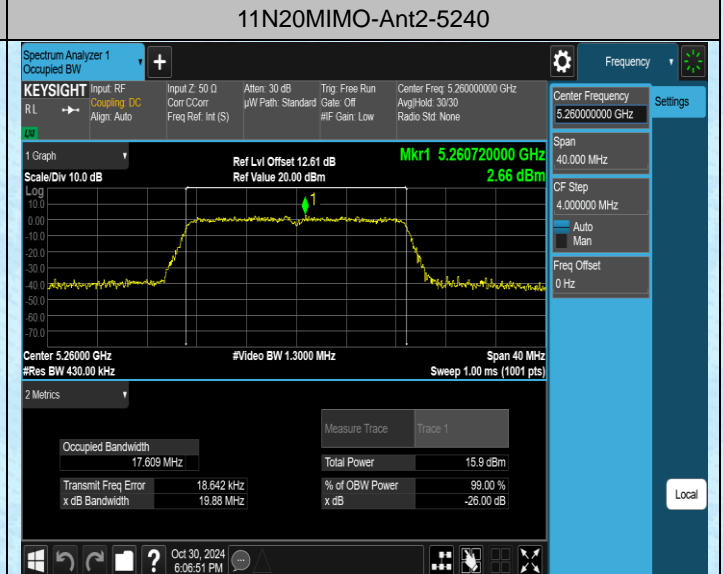 11N20MIMO-Ant2-5240
Spectrum Analyzer 1
Occupied BW
Frequency
KEYSIGHT
RL
Input: RF
Coupling: DC
Align: Auto
Input Z: 50 Ω
Corr CCorr
Freq Ref: Int (S)
Atten: 30 dB
µW Path: Standard
Trig: Free Run
Gate: Off
#IF Gain: Low
Center Freq: 5.260000000 GHz
Avg|Hold: 30/30
Radio Std: None
Center Frequency
5.260000000 GHz
Settings
Span
40.000 MHz
CF Step
4.000000 MHz
Auto
Man
Freq Offset
0 Hz
1 Graph
Scale/Div 10.0 dB
Ref Lvl Offset 12.61 dB
Ref Value 20.00 dBm
Mkr1 5.260720000 GHz
2.66 dBm
Log
10.0
0.00
-10.0
-20.0
-30.0
-40.0
-50.0
-60.0
-70.0
1
Center 5.26000 GHz
#Video BW 1.3000 MHz
Span 40 MHz
#Res BW 430.00 kHz
Sweep 1.00 ms (1001 pts)
2 Metrics
Measure Trace Trace 1
Occupied Bandwidth
17.609 MHz
Total Power 15.9 dBm
Transmit Freq Error 18.642 kHz
% of OBW Power 99.00 %
x dB Bandwidth 19.88 MHz
x dB -26.00 dB
Local
Oct 30, 2024
6:06:51 PM